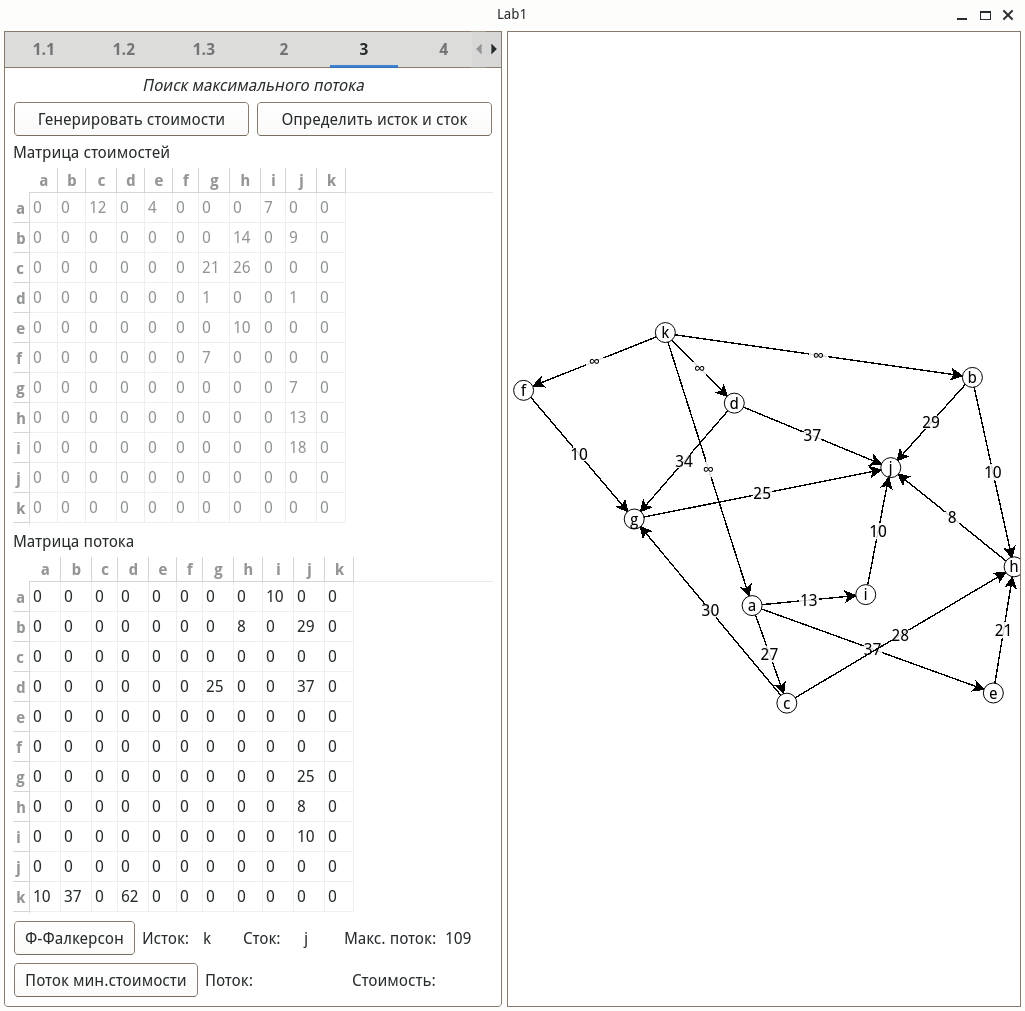 Lab1
1.1 1.2 1.3 2 3 4
Поиск максимального потока
Генерировать стоимости Определить исток и сток
Матрица стоимостей
a b c d e f g h i j k
a 0 0 12 0 4 0 0 0 7 0 0
b 0 0 0 0 0 0 0 14 0 9 0
c 0 0 0 0 0 0 21 26 0 0 0
d 0 0 0 0 0 0 1 0 0 1 0
e 0 0 0 0 0 0 0 10 0 0 0
f 0 0 0 0 0 0 7 0 0 0 0
g 0 0 0 0 0 0 0 0 0 7 0
h 0 0 0 0 0 0 0 0 0 13 0
i 0 0 0 0 0 0 0 0 0 18 0
j 0 0 0 0 0 0 0 0 0 0 0
k 0 0 0 0 0 0 0 0 0 0 0
Матрица потока
a b c d e f g h i j k
a 0 0 0 0 0 0 0 0 10 0 0
b 0 0 0 0 0 0 0 8 0 29 0
c 0 0 0 0 0 0 0 0 0 0 0
d 0 0 0 0 0 0 25 0 0 37 0
e 0 0 0 0 0 0 0 0 0 0 0
f 0 0 0 0 0 0 0 0 0 0 0
g 0 0 0 0 0 0 0 0 0 25 0
h 0 0 0 0 0 0 0 0 0 8 0
i 0 0 0 0 0 0 0 0 0 10 0
j 0 0 0 0 0 0 0 0 0 0 0
k 10 37 0 62 0 0 0 0 0 0 0
Ф-Фалкерсон Исток: k Сток: j Макс. поток: 109
Поток мин.стоимости Поток: Стоимость:
k
∞
∞
∞
b
f
d
29
37
10
34
∞
j
10
25
g
8
10
h
i
13
a
30
21
28
37
27
e
c